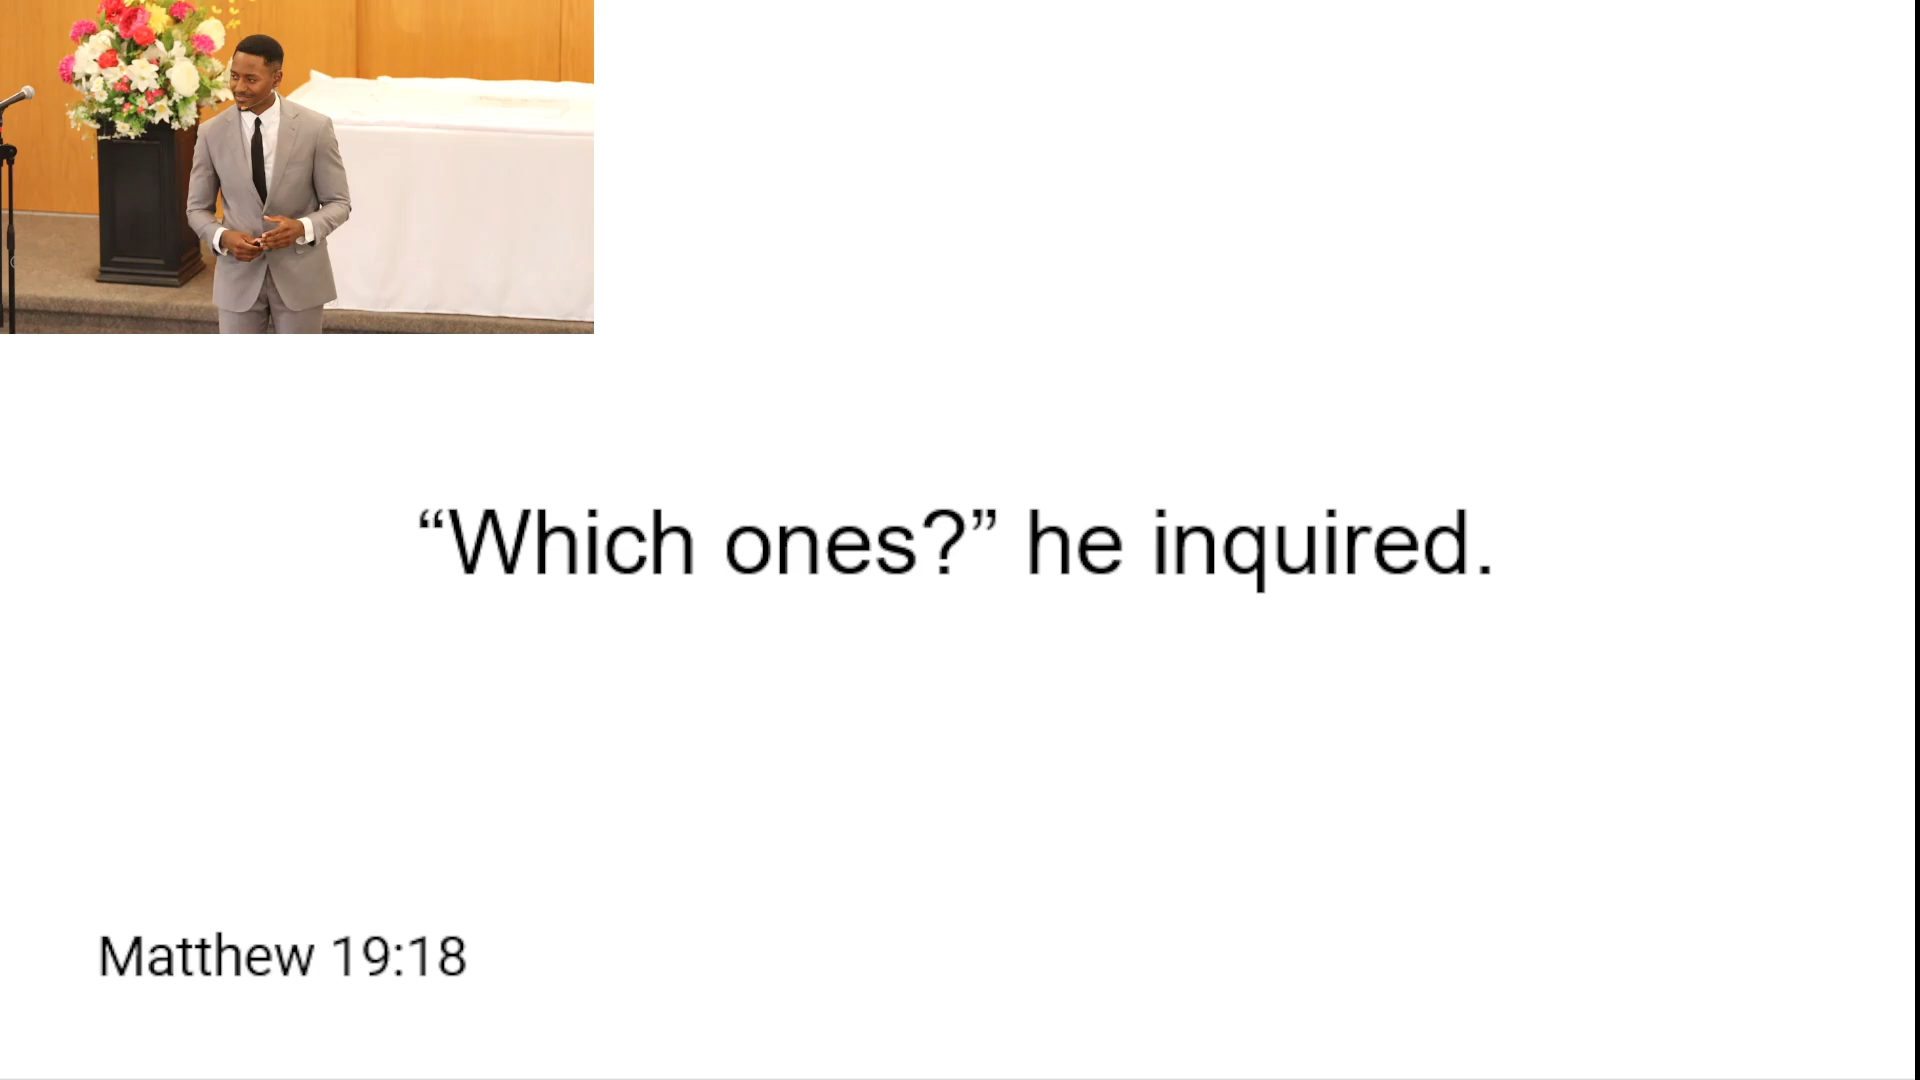 “Which ones?” he inquired.
Matthew 19:18